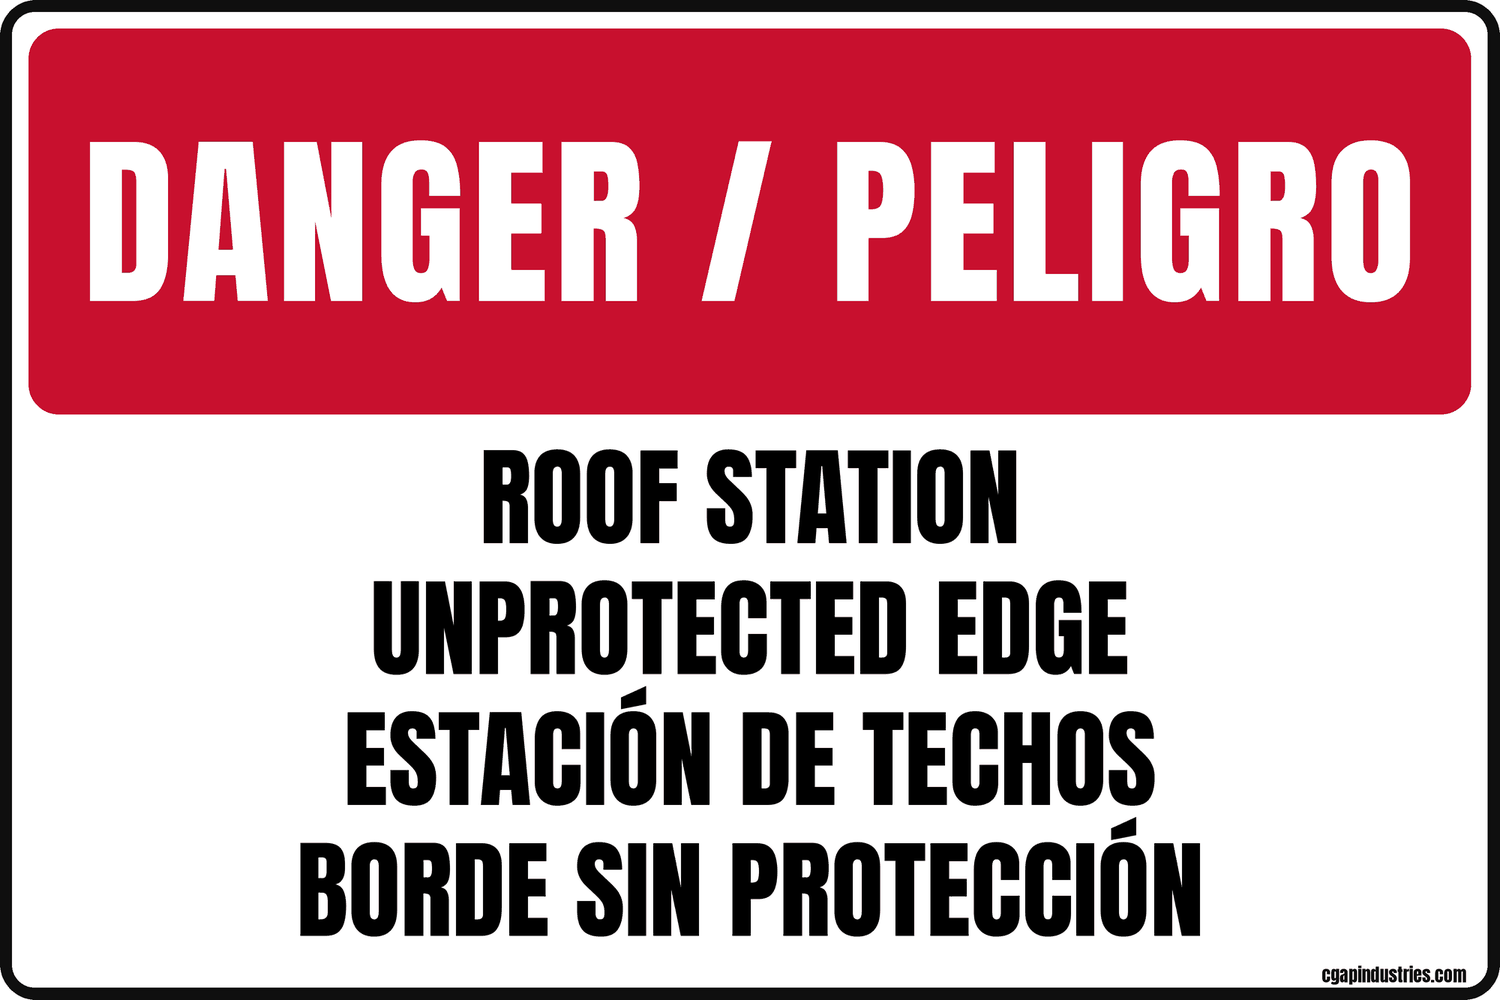 DANGER / PELIGRO
ROOF STATION
UNPROTECTED EDGE
ESTACIÓN DE TECHOS
BORDE SIN PROTECCIÓN
cgapindustries.com